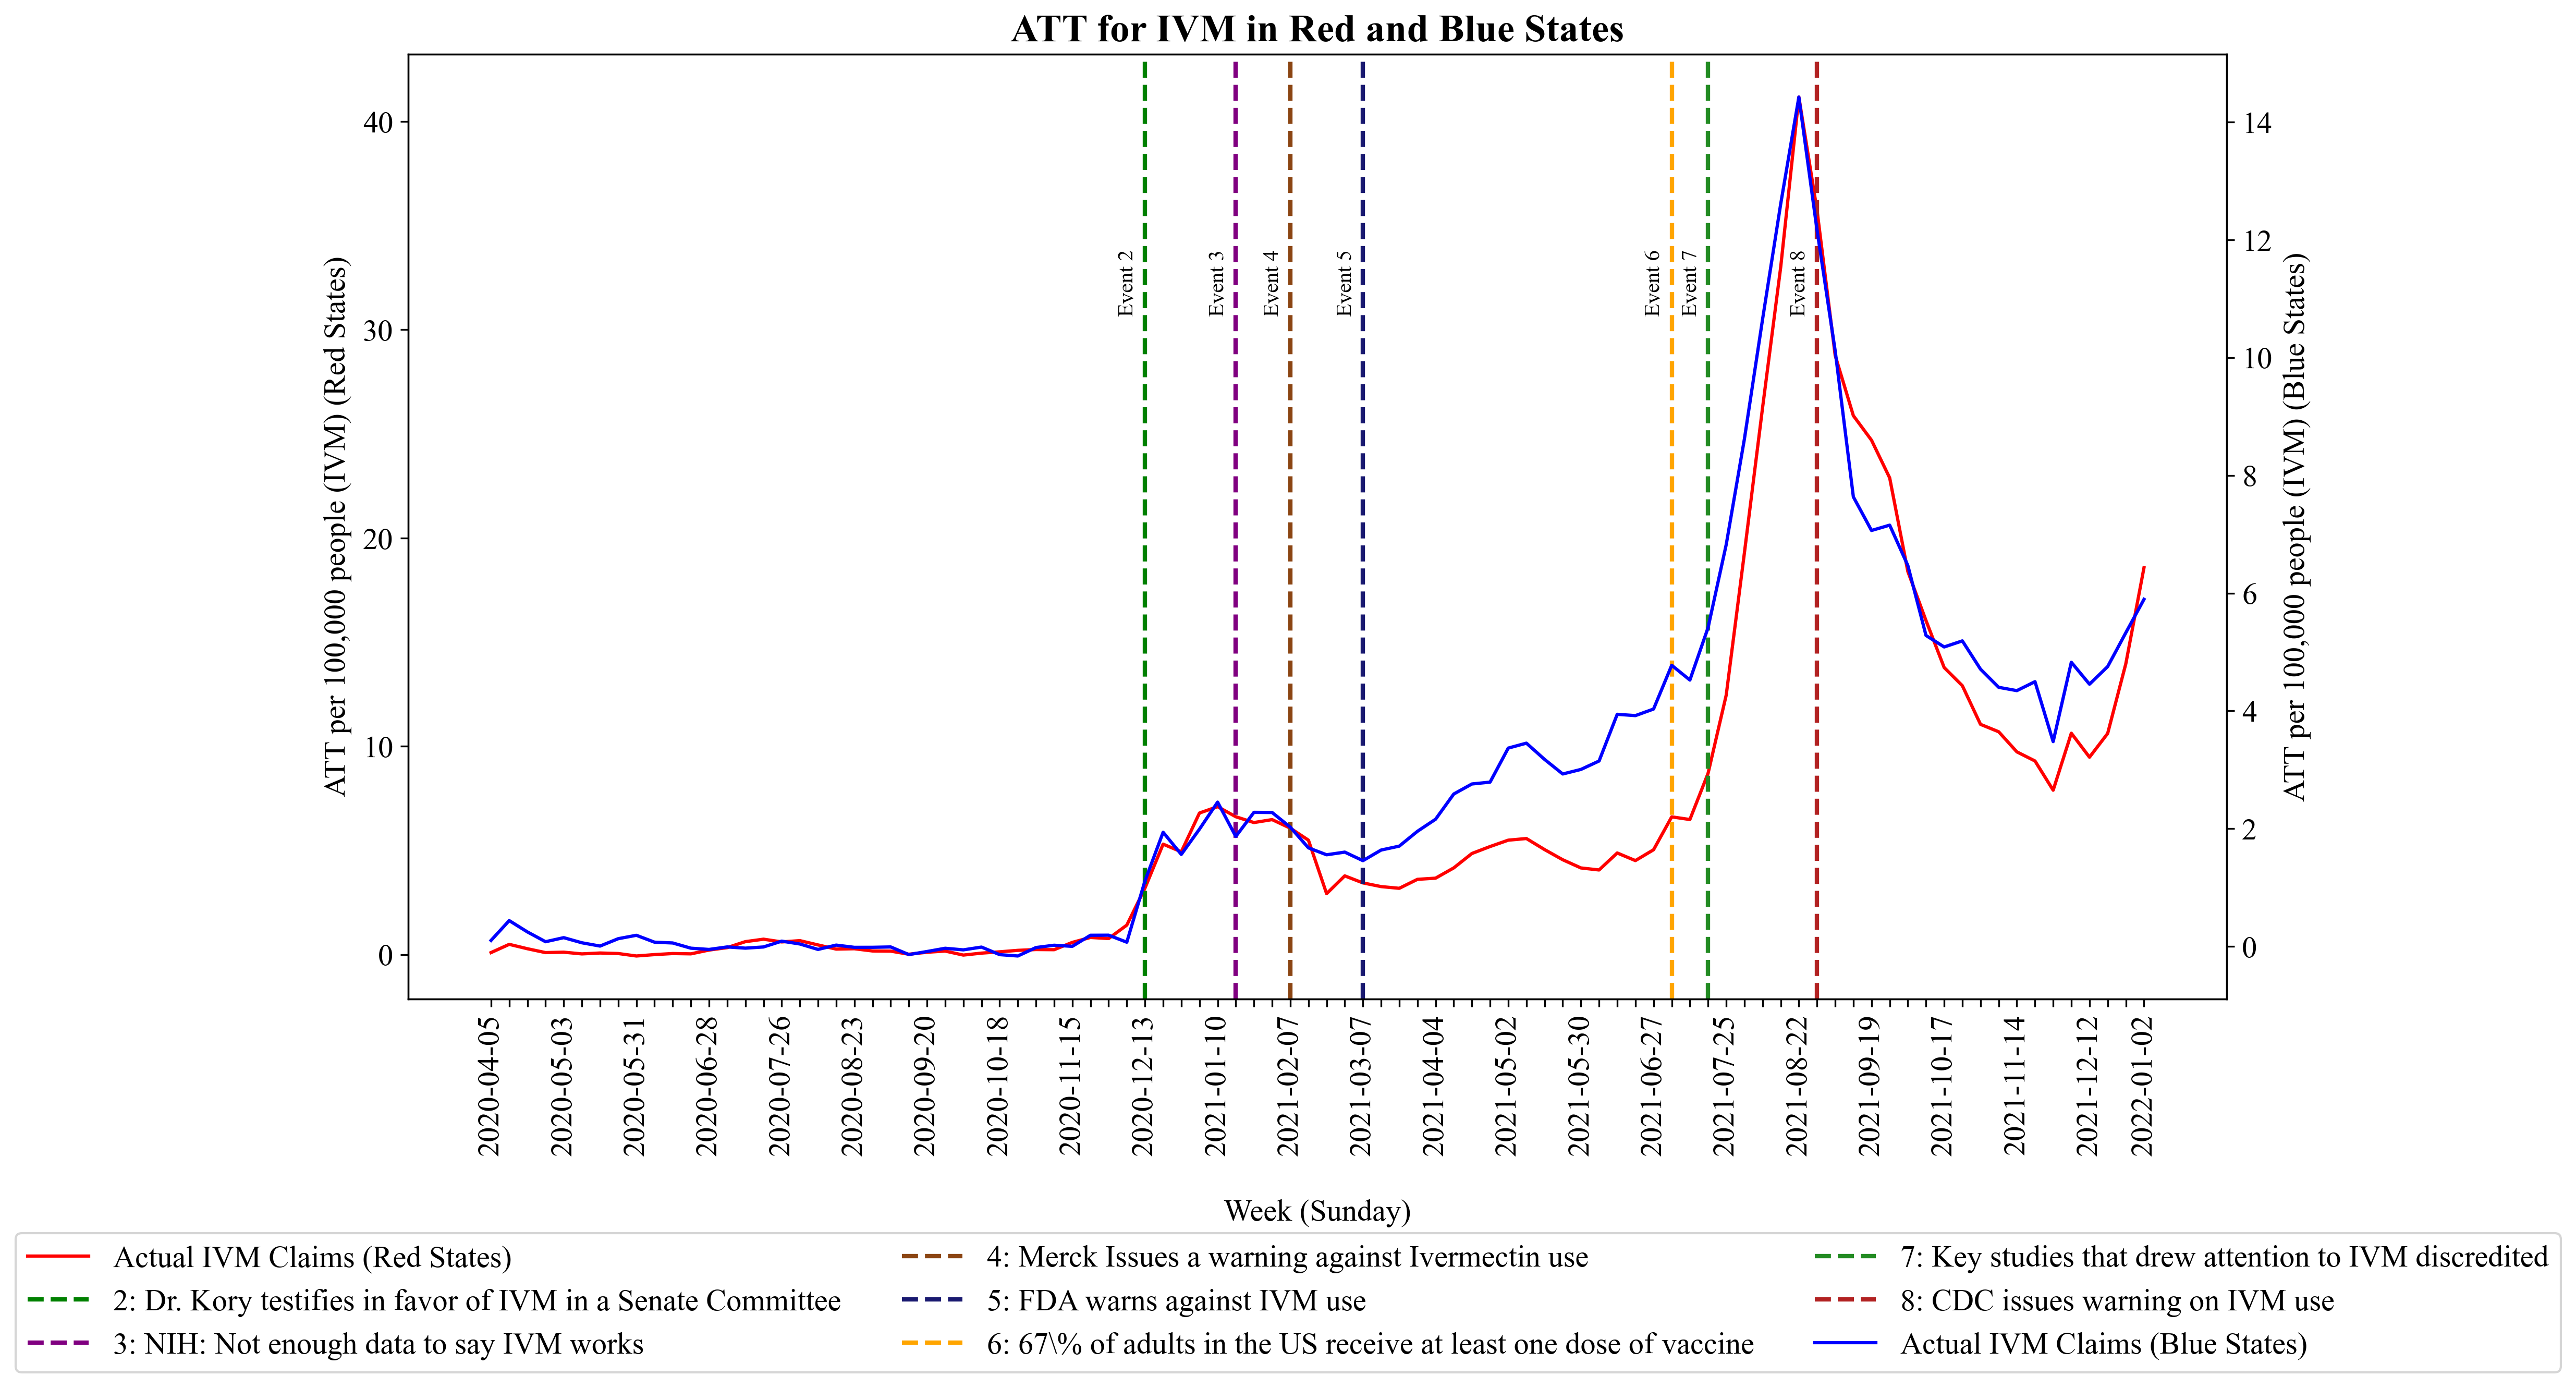 ATT for IVM in Red and Blue States
ATT per 100,000 people (IVM) (Red States)
40
30
20
10
0
Event 2
Event 3
Event 4
Event 5
Event 6
Event 7
Event 8
14
12
10
8
6
4
2
0
ATT per 100,000 people (IVM) (Blue States)
2020-04-05
2020-05-03
2020-05-31
2020-06-28
2020-07-26
2020-08-23
2020-09-20
2020-10-18
2020-11-15
2020-12-13
2021-01-10
2021-02-07
2021-03-07
2021-04-04
2021-05-02
2021-05-30
2021-06-27
2021-07-25
2021-08-22
2021-09-19
2021-10-17
2021-11-14
2021-12-12
2022-01-02
Week (Sunday)
Actual IVM Claims (Red States)
2: Dr. Kory testifies in favor of IVM in a Senate Committee
3: NIH: Not enough data to say IVM works
4: Merck Issues a warning against Ivermectin use
5: FDA warns against IVM use
6: 67\% of adults in the US receive at least one dose of vaccine
7: Key studies that drew attention to IVM discredited
8: CDC issues warning on IVM use
Actual IVM Claims (Blue States)